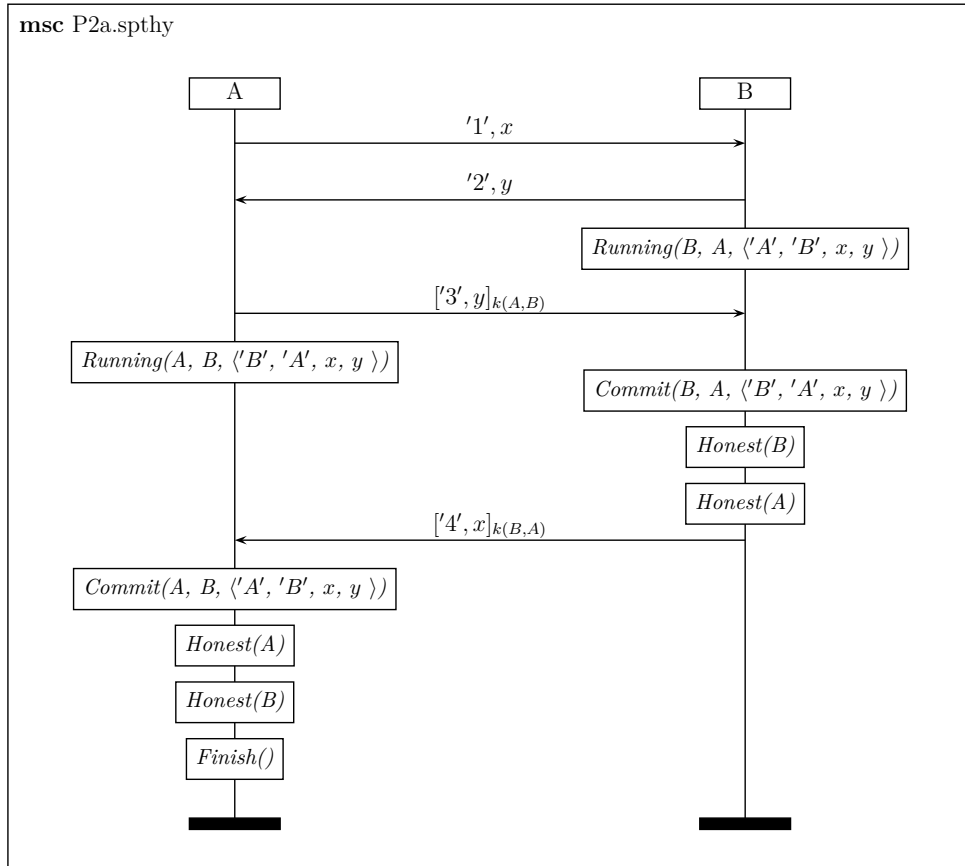 msc P2a.spthy
A
B
′1′, x
′2′, y
Running(B, A, ⟨′A′, ′B′, x, y ⟩)
[′3′, y]k(A,B)
Running(A, B, ⟨′B′, ′A′, x, y ⟩)
Commit(B, A, ⟨′B′, ′A′, x, y ⟩)
Honest(B)
Honest(A)
[′4′, x]k(B,A)
Commit(A, B, ⟨′A′, ′B′, x, y ⟩)
Honest(A)
Honest(B)
Finish()